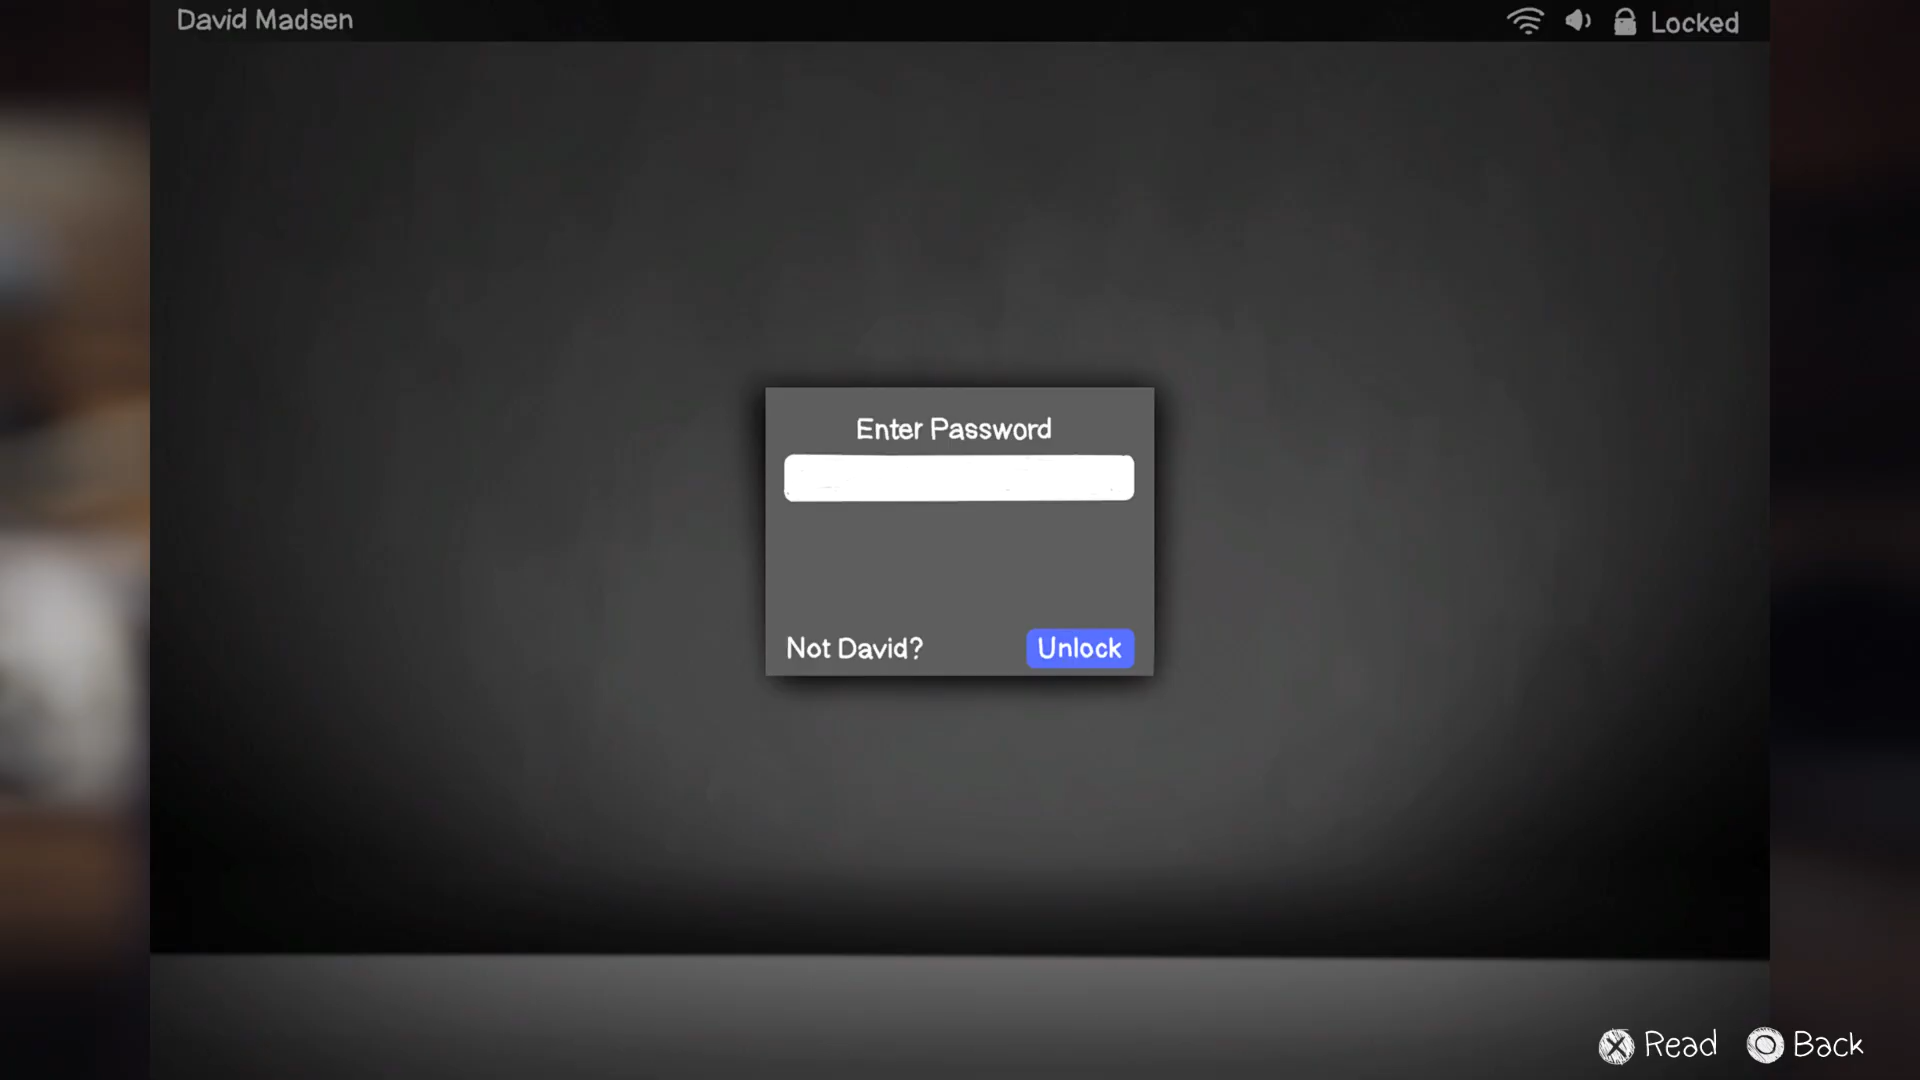 David Madsen
Locked
Enter Password
Not David?
Unlock
Read
Back